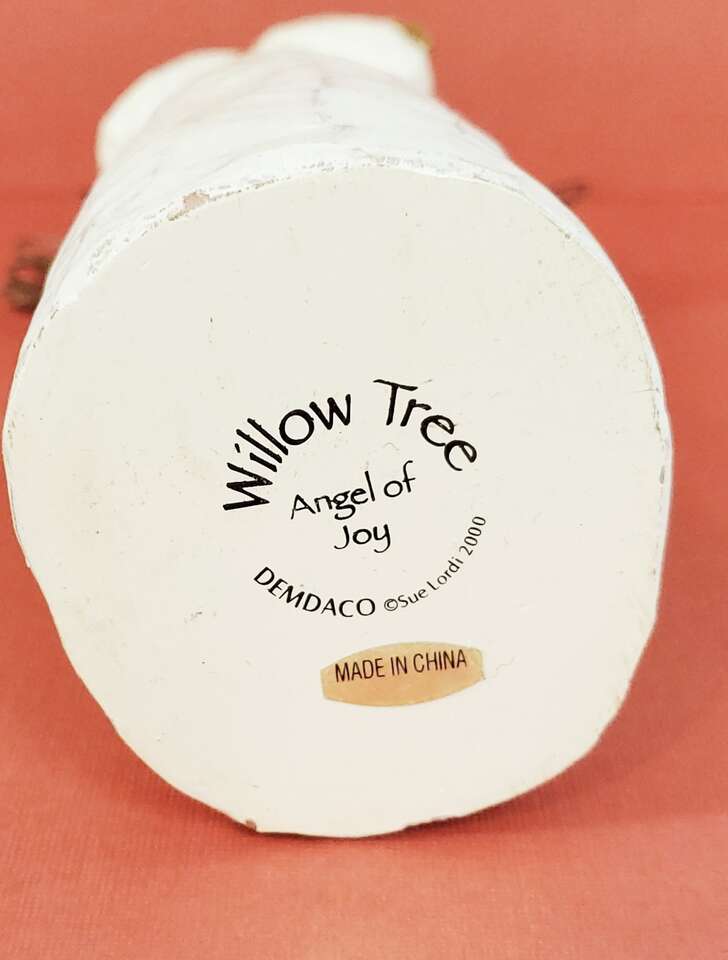 Willow Tree
Angel of
Joy
DEMDACO ©Sue Lordi 2000
MADE IN CHINA